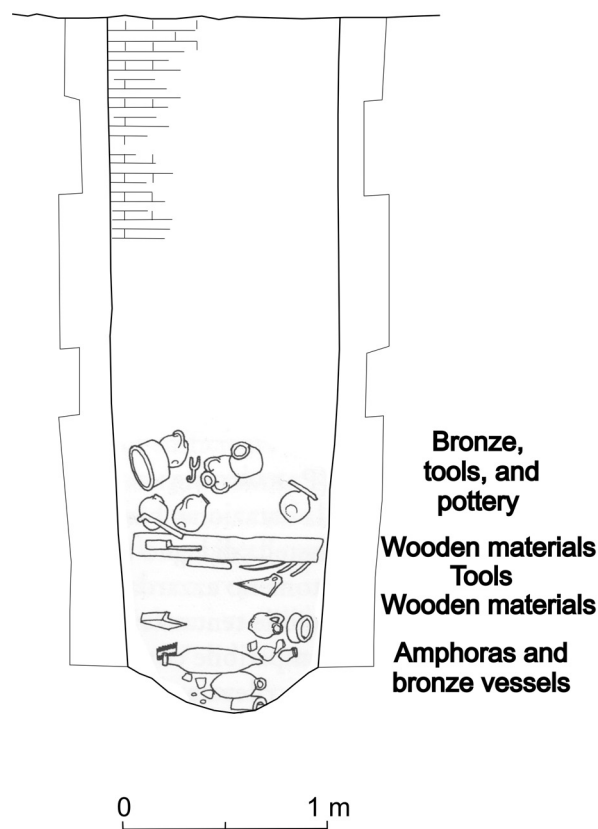 Bronze,
tools, and
pottery
Wooden materials
Tools
Wooden materials
Amphoras and
bronze vessels
0 1 m